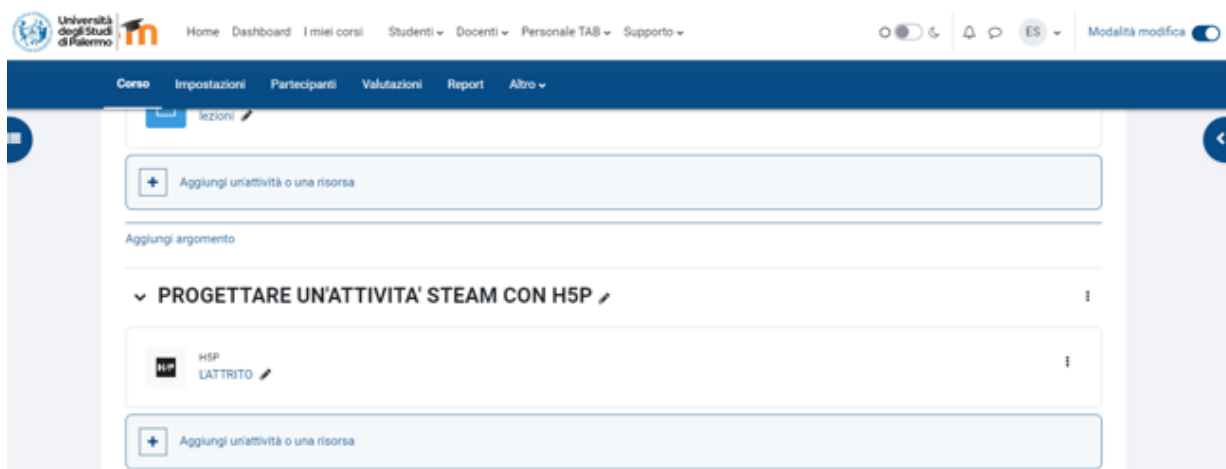 Università
degli Studi
di Palermo
Home Dashboard I miei corsi Studenti Docenti Personale TAB Supporto
ES
Modalità modifica
Corso Impostazioni Partecipanti Valutazioni Report Altro
lezioni
Aggiungi un'attività o una risorsa
Aggiungi argomento
PROGETTARE UN'ATTIVITA' STEAM CON H5P
H5P
H5P
L'ATTRITO
Aggiungi un'attività o una risorsa